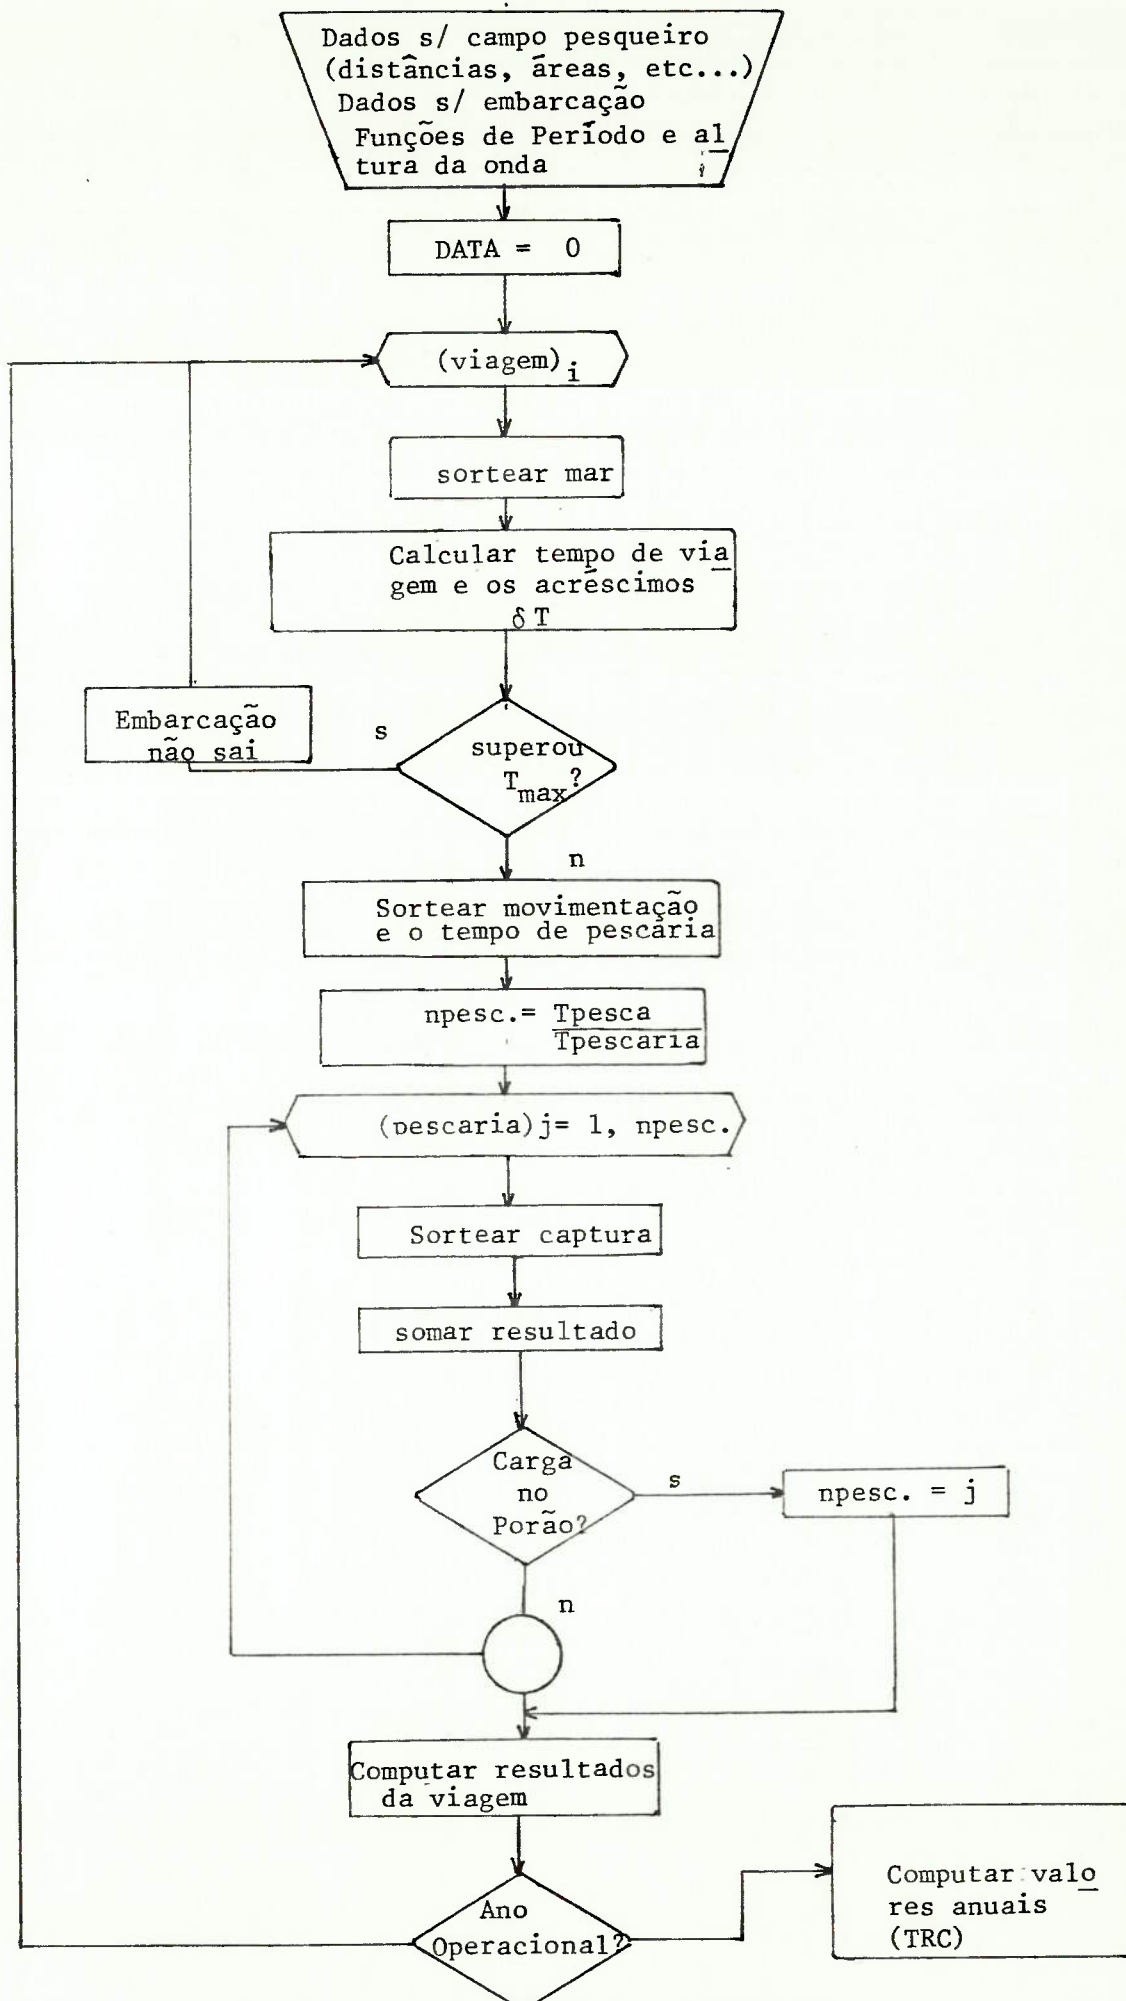 Dados s/ campo pesqueiro
(distâncias, áreas, etc...)
Dados s/ embarcação
Funções de Período e al
tura da onda
DATA = 0
(viagem)i
sortear mar
Calcular tempo de via
gem e os acréscimos
δT
Embarcação
não sai
s
superou
Tmax?
n
Sortear movimentação
e o tempo de pescaria
npesc.= Tpesca
Tpescaria
(pescaria)j= 1, npesc.
Sortear captura
somar resultado
Carga
no
Porão?
s
npesc. = j
n
Computar resultados
da viagem
Ano
Operacional?
Computar valo
res anuais
(TRC)